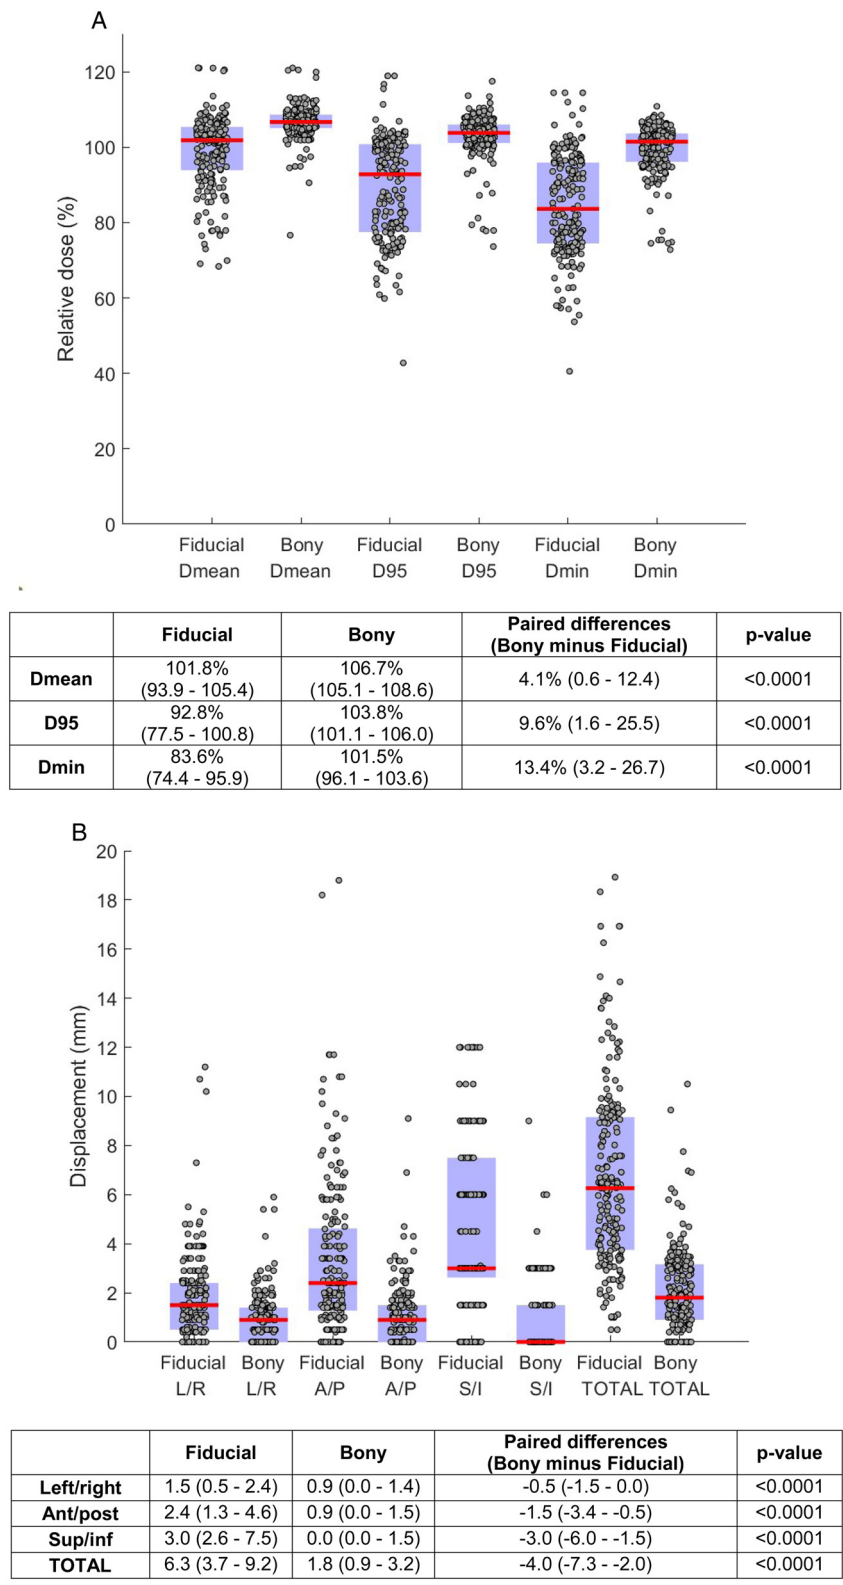 A
120
100
80
60
40
20
0
Relative dose (%)
Fiducial Bony Fiducial Bony Fiducial Bony
Dmean Dmean D95 D95 Dmin Dmin
Fiducial Bony Paired differences (Bony minus Fiducial) p-value
Dmean 101.8% (93.9 - 105.4) 106.7% (105.1 - 108.6) 4.1% (0.6 - 12.4) <0.0001
D95 92.8% (77.5 - 100.8) 103.8% (101.1 - 106.0) 9.6% (1.6 - 25.5) <0.0001
Dmin 83.6% (74.4 - 95.9) 101.5% (96.1 - 103.6) 13.4% (3.2 - 26.7) <0.0001
B
20
18
16
14
12
10
8
6
4
2
0
Displacement (mm)
Fiducial Bony Fiducial Bony Fiducial Bony Fiducial Bony
L/R L/R A/P A/P S/I S/I TOTAL TOTAL
Fiducial Bony Paired differences (Bony minus Fiducial) p-value
Left/right 1.5 (0.5 - 2.4) 0.9 (0.0 - 1.4) -0.5 (-1.5 - 0.0) <0.0001
Ant/post 2.4 (1.3 - 4.6) 0.9 (0.0 - 1.5) -1.5 (-3.4 - -0.5) <0.0001
Sup/inf 3.0 (2.6 - 7.5) 0.0 (0.0 - 1.5) -3.0 (-6.0 - -1.5) <0.0001
TOTAL 6.3 (3.7 - 9.2) 1.8 (0.9 - 3.2) -4.0 (-7.3 - -2.0) <0.0001